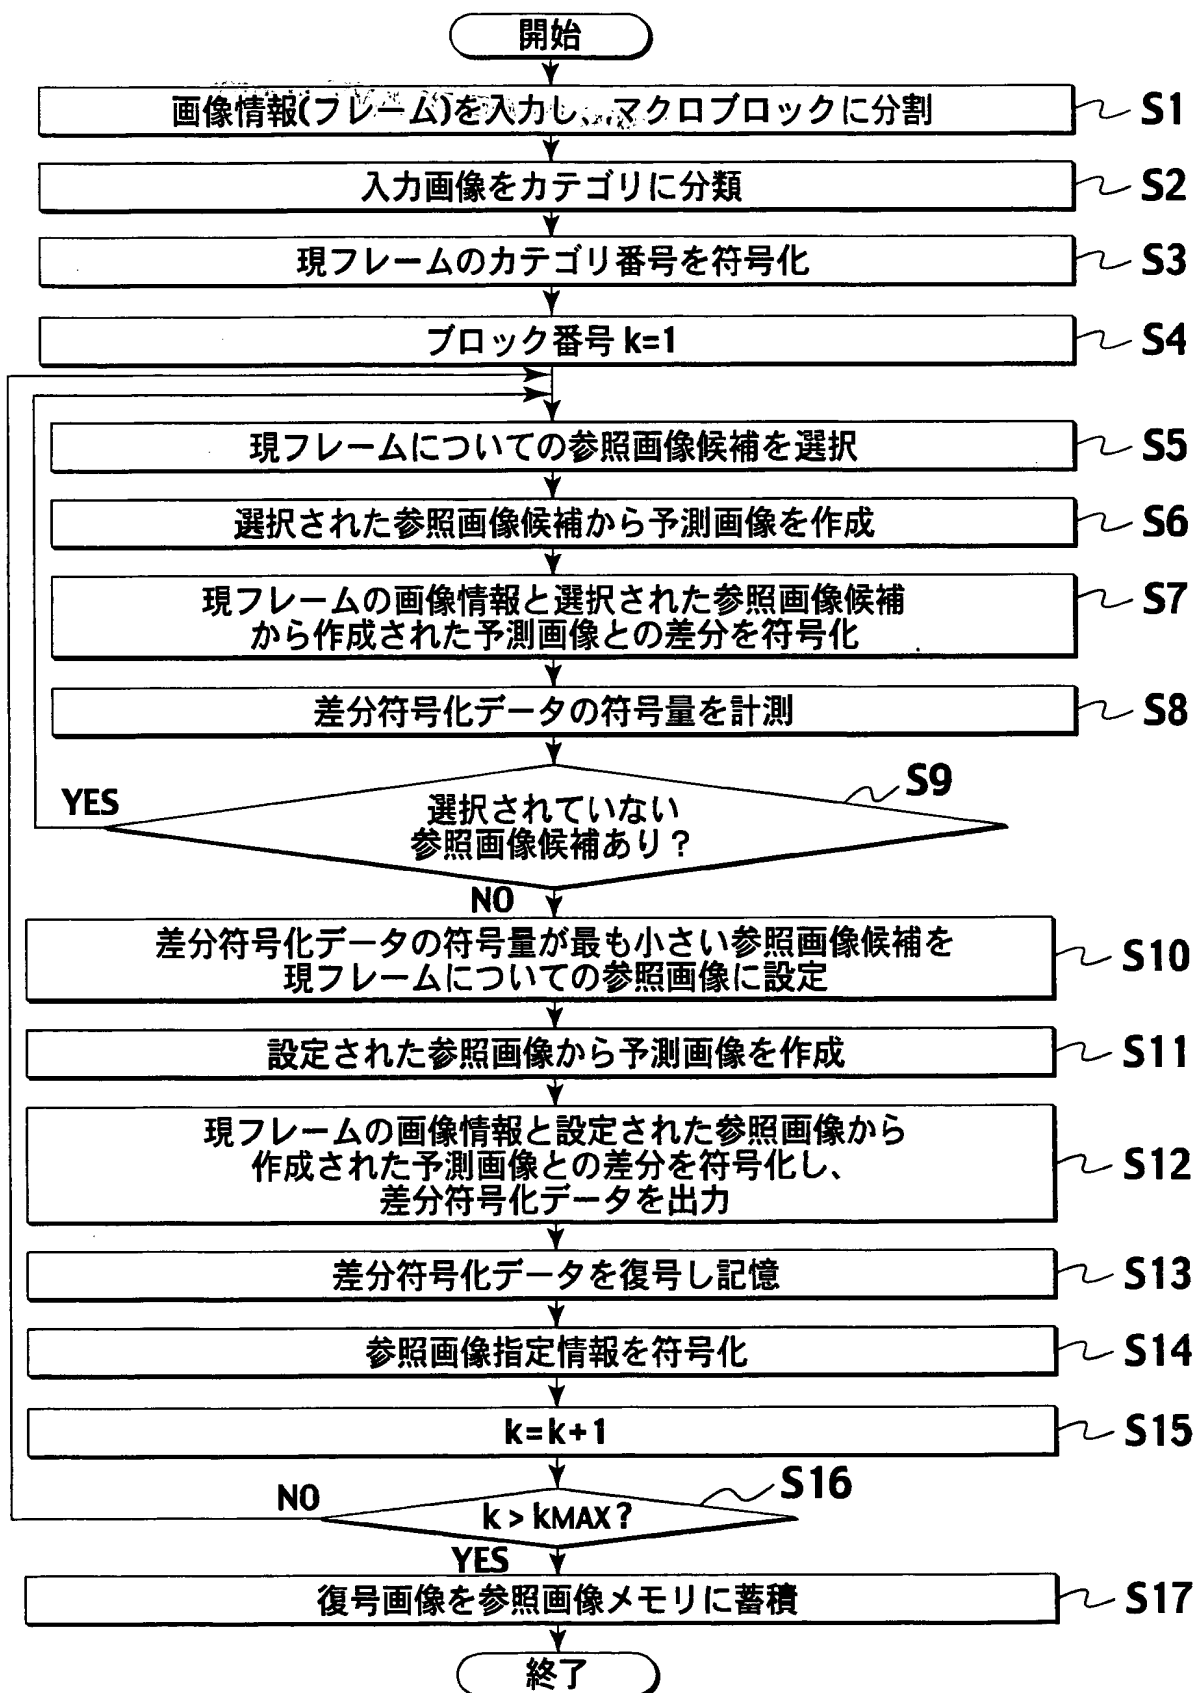 開始
画像情報(フレーム)を入力し、マクロブロックに分割
S1
入力画像をカテゴリに分類
S2
現フレームのカテゴリ番号を符号化
S3
ブロック番号 k=1
S4
現フレームについての参照画像候補を選択
S5
選択された参照画像候補から予測画像を作成
S6
現フレームの画像情報と選択された参照画像候補
から作成された予測画像との差分を符号化
S7
差分符号化データの符号量を計測
S8
S9
YES
選択されていない
参照画像候補あり？
NO
差分符号化データの符号量が最も小さい参照画像候補を
現フレームについての参照画像に設定
S10
設定された参照画像から予測画像を作成
S11
現フレームの画像情報と設定された参照画像から
作成された予測画像との差分を符号化し、
差分符号化データを出力
S12
差分符号化データを復号し記憶
S13
参照画像指定情報を符号化
S14
k=k+1
S15
S16
NO
k > kMAX？
YES
復号画像を参照画像メモリに蓄積
S17
終了